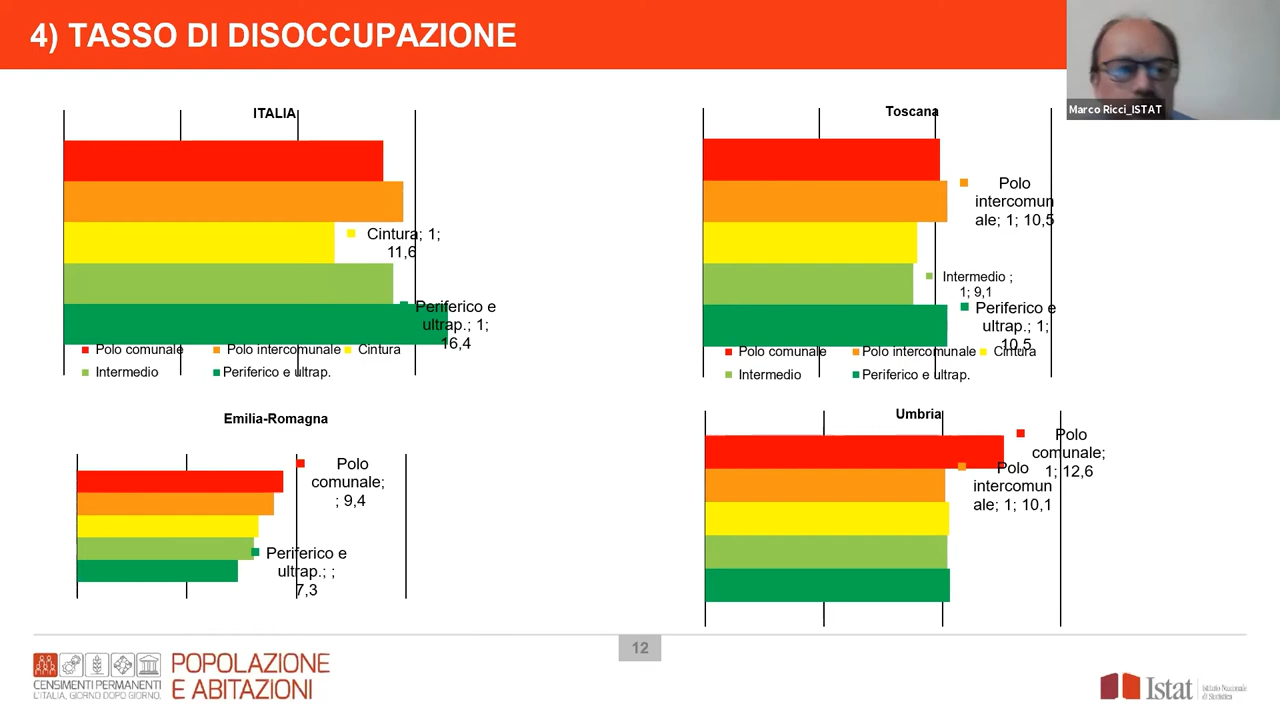 4) TASSO DI DISOCCUPAZIONE
Marco Ricci_ISTAT
ITALIA
Cintura; 1;
11,6
Periferico e
ultrap.; 1;
16,4
Polo comunale
Polo intercomunale
Cintura
Intermedio
Periferico e ultrap.
Toscana
Polo
intercomun
ale; 1; 10,5
Intermedio ;
1; 9,1
Periferico e
ultrap.; 1;
10,5
Polo comunale
Polo intercomunale
Cintura
Intermedio
Periferico e ultrap.
Emilia-Romagna
Polo
comunale;
; 9,4
Periferico e
ultrap.; ;
7,3
Umbria
Polo
comunale;
1; 12,6
Polo
intercomun
ale; 1; 10,1
12
CENSIMENTI PERMANENTI
L'ITALIA, GIORNO DOPO GIORNO.
POPOLAZIONE
E ABITAZIONI
Istat
Istituto Nazionale
di Statistica